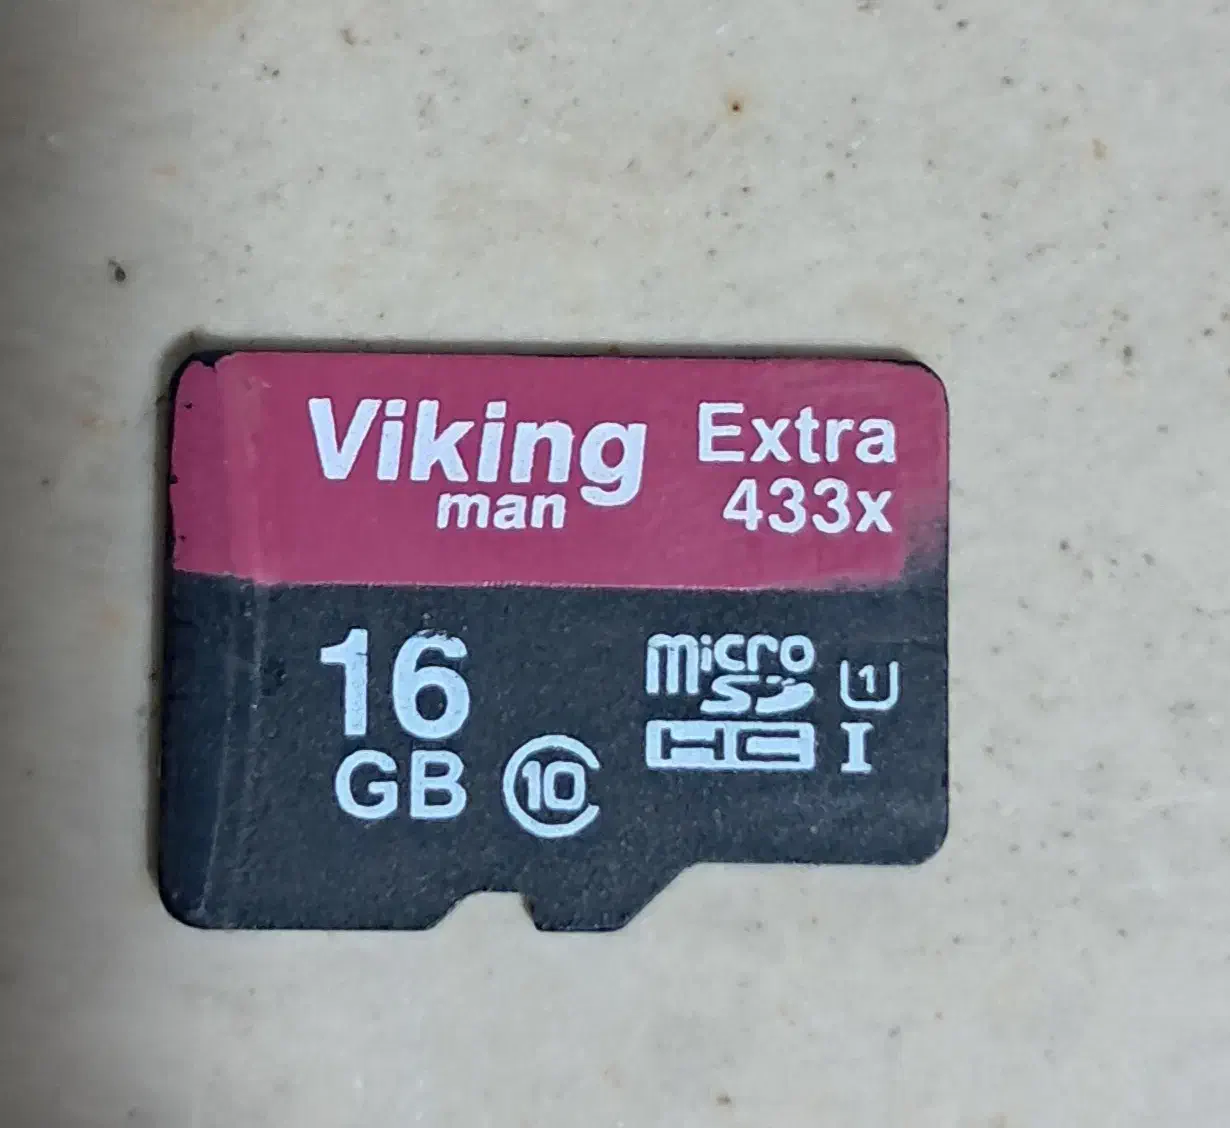 Viking
man
Extra
433x
16
GB
10
micro
SD
HC
1
I